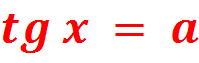 tg x = a